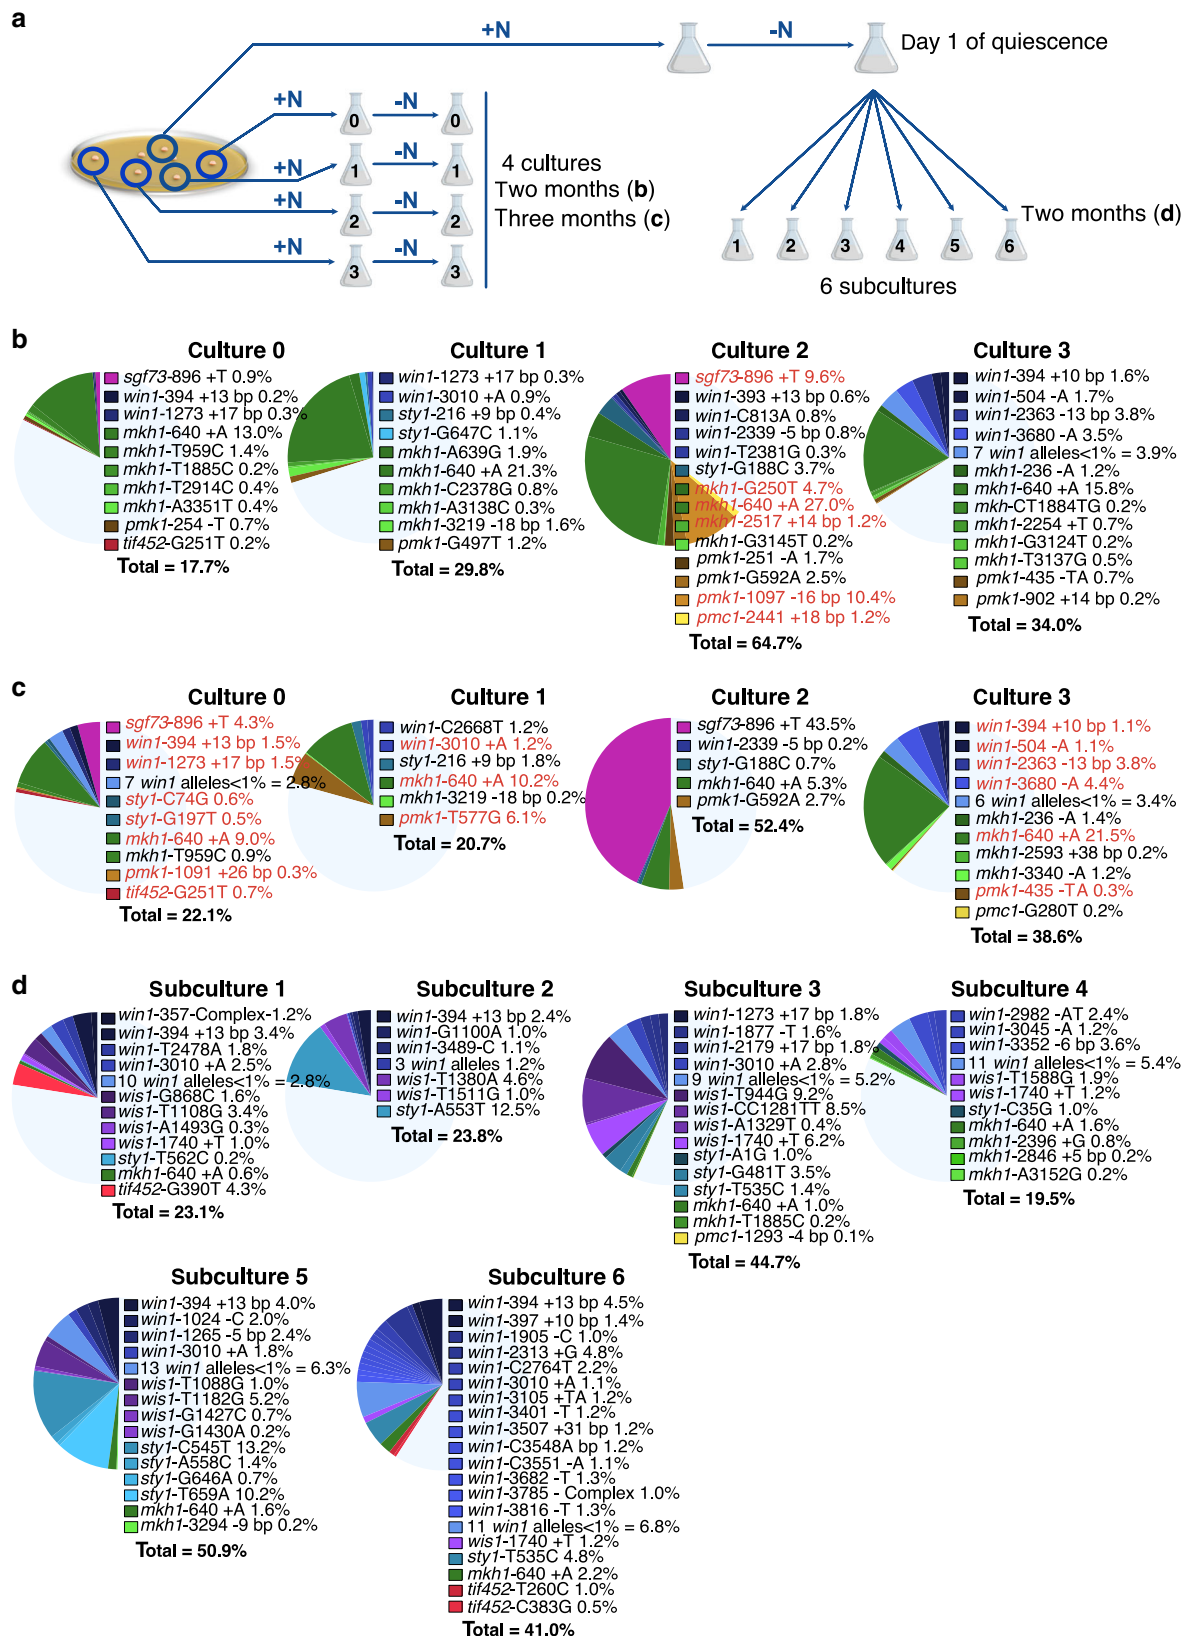 a
+N
-N
Day 1 of quiescence
+N
-N
0
0
+N
-N
1
1
+N
-N
2
2
+N
-N
3
3
4 cultures
Two months (b)
Three months (c)
1
2
3
4
5
6
Two months (d)
6 subcultures
b
Culture 0
sgf73-896 +T 0.9%
win1-394 +13 bp 0.2%
win1-1273 +17 bp 0.3%
mkh1-640 +A 13.0%
mkh1-T959C 1.4%
mkh1-T1885C 0.2%
mkh1-T2914C 0.4%
mkh1-A3351T 0.4%
pmk1-254 -T 0.7%
tif452-G251T 0.2%
Total = 17.7%
Culture 1
win1-1273 +17 bp 0.3%
win1-3010 +A 0.9%
sty1-216 +9 bp 0.4%
sty1-G647C 1.1%
mkh1-A639G 1.9%
mkh1-640 +A 21.3%
mkh1-C2378G 0.8%
mkh1-A3138C 0.3%
mkh1-3219 -18 bp 1.6%
pmk1-G497T 1.2%
Total = 29.8%
Culture 2
sgf73-896 +T 9.6%
win1-393 +13 bp 0.6%
win1-C813A 0.8%
win1-2339 -5 bp 0.8%
win1-T2381G 0.3%
sty1-G188C 3.7%
mkh1-G250T 4.7%
mkh1-640 +A 27.0%
mkh1-2517 +14 bp 1.2%
mkh1-G3145T 0.2%
pmk1-251 -A 1.7%
pmk1-G592A 2.5%
pmk1-1097 -16 bp 10.4%
pmc1-2441 +18 bp 1.2%
Total = 64.7%
Culture 3
win1-394 +10 bp 1.6%
win1-504 -A 1.7%
win1-2363 -13 bp 3.8%
win1-3680 -A 3.5%
7 win1 alleles<1% = 3.9%
mkh1-236 -A 1.2%
mkh1-640 +A 15.8%
mkh-CT1884TG 0.2%
mkh1-2254 +T 0.7%
mkh1-G3124T 0.2%
mkh1-T3137G 0.5%
pmk1-435 -TA 0.7%
pmk1-902 +14 bp 0.2%
Total = 34.0%
c
Culture 0
sgf73-896 +T 4.3%
win1-394 +13 bp 1.5%
win1-1273 +17 bp 1.5%
7 win1 alleles<1% = 2.8%
sty1-C74G 0.6%
sty1-G197T 0.5%
mkh1-640 +A 9.0%
mkh1-T959C 0.9%
pmk1-1091 +26 bp 0.3%
tif452-G251T 0.7%
Total = 22.1%
Culture 1
win1-C2668T 1.2%
win1-3010 +A 1.2%
sty1-216 +9 bp 1.8%
mkh1-640 +A 10.2%
mkh1-3219 -18 bp 0.2%
pmk1-T577G 6.1%
Total = 20.7%
Culture 2
sgf73-896 +T 43.5%
win1-2339 -5 bp 0.2%
sty1-G188C 0.7%
mkh1-640 +A 5.3%
pmk1-G592A 2.7%
Total = 52.4%
Culture 3
win1-394 +10 bp 1.1%
win1-504 -A 1.1%
win1-2363 -13 bp 3.8%
win1-3680 -A 4.4%
6 win1 alleles<1% = 3.4%
mkh1-236 -A 1.4%
mkh1-640 +A 21.5%
mkh1-2593 +38 bp 0.2%
mkh1-3340 -A 1.2%
pmk1-435 -TA 0.3%
pmc1-G280T 0.2%
Total = 38.6%
d
Subculture 1
win1-357-Complex-1.2%
win1-394 +13 bp 3.4%
win1-T2478A 1.8%
win1-3010 +A 2.5%
10 win1 alleles<1% = 2.8%
wis1-G868C 1.6%
wis1-T1108G 3.4%
wis1-A1493G 0.3%
wis1-1740 +T 1.0%
sty1-T562C 0.2%
mkh1-640 +A 0.6%
tif452-G390T 4.3%
Total = 23.1%
Subculture 2
win1-394 +13 bp 2.4%
win1-G1100A 1.0%
win1-3489-C 1.1%
3 win1 alleles 1.2%
wis1-T1380A 4.6%
wis1-T1511G 1.0%
sty1-A553T 12.5%
Total = 23.8%
Subculture 3
win1-1273 +17 bp 1.8%
win1-1877 -T 1.6%
win1-2179 +17 bp 1.8%
win1-3010 +A 2.8%
9 win1 alleles<1% = 5.2%
wis1-T944G 9.2%
wis1-CC1281TT 8.5%
wis1-A1329T 0.4%
wis1-1740 +T 6.2%
sty1-A1G 1.0%
sty1-G481T 3.5%
sty1-T535C 1.4%
mkh1-640 +A 1.0%
mkh1-T1885C 0.2%
pmc1-1293 -4 bp 0.1%
Total = 44.7%
Subculture 4
win1-2982 -AT 2.4%
win1-3045 -A 1.2%
win1-3352 -6 bp 3.6%
11 win1 alleles<1% = 5.4%
wis1-T1588G 1.9%
wis1-1740 +T 1.2%
sty1-C35G 1.0%
mkh1-640 +A 1.6%
mkh1-2396 +G 0.8%
mkh1-2846 +5 bp 0.2%
mkh1-A3152G 0.2%
Total = 19.5%
Subculture 5
win1-394 +13 bp 4.0%
win1-1024 -C 2.0%
win1-1265 -5 bp 2.4%
win1-3010 +A 1.8%
13 win1 alleles<1% = 6.3%
wis1-T1088G 1.0%
wis1-T1182G 5.2%
wis1-G1427C 0.7%
wis1-G1430A 0.2%
sty1-C545T 13.2%
sty1-A558C 1.4%
sty1-G646A 0.7%
sty1-T659A 10.2%
mkh1-640 +A 1.6%
mkh1-3294 -9 bp 0.2%
Total = 50.9%
Subculture 6
win1-394 +13 bp 4.5%
win1-397 +10 bp 1.4%
win1-1905 -C 1.0%
win1-2313 +G 4.8%
win1-C2764T 2.2%
win1-3010 +A 1.1%
win1-3105 +TA 1.2%
win1-3401 -T 1.2%
win1-3507 +31 bp 1.2%
win1-C3548A bp 1.2%
win1-C3551 -A 1.1%
win1-3682 -T 1.3%
win1-3785 - Complex 1.0%
win1-3816 -T 1.3%
11 win1 alleles<1% = 6.8%
wis1-1740 +T 1.2%
sty1-T535C 4.8%
mkh1-640 +A 2.2%
tif452-T260C 1.0%
tif452-C383G 0.5%
Total = 41.0%